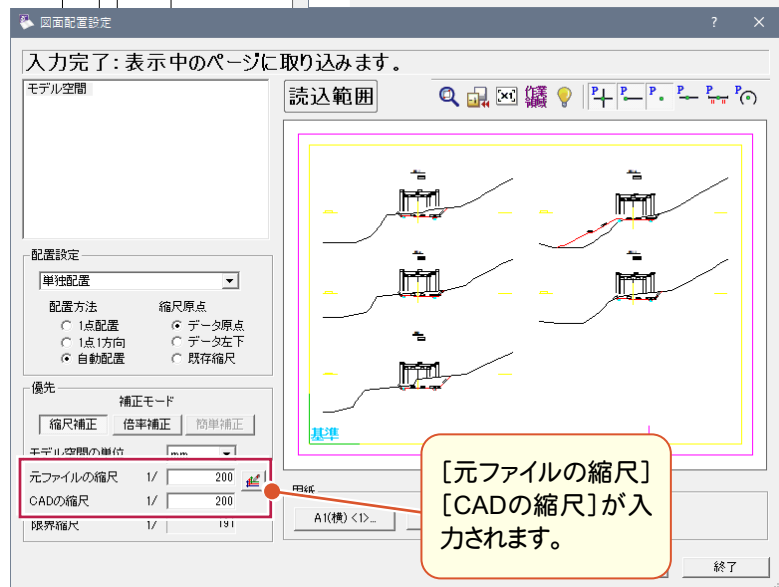 図面配置設定
入力完了:表示中のページに取り込みます。
モデル空間
読込範囲
作業領域
基準
配置設定
単独配置
配置方法 縮尺原点
1点配置 データ原点
1点1方向 データ左下
自動配置 既存縮尺
優先
補正モード
縮尺補正 倍率補正 簡単補正
モデル空間の単位 mm
元ファイルの縮尺 1/ 200
CADの縮尺 1/ 200
限界縮尺 1/ 191
用紙
A1(横) <1>...
[元ファイルの縮尺]
[CADの縮尺]が入
力されます。
終了